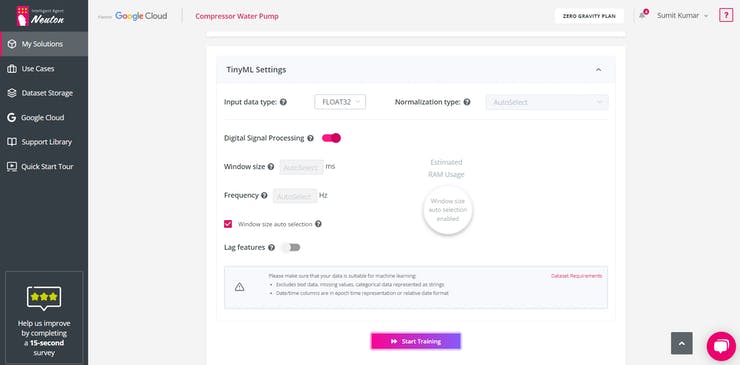 Intelligent Agent
Neuton
Google Cloud
Compressor Water Pump
ZERO GRAVITY PLAN
4
Sumit Kumar
?
My Solutions
Use Cases
Dataset Storage
Google Cloud
Support Library
Quick Start Tour
TinyML Settings
Input data type: ?
FLOAT32
Normalization type: ?
AutoSelect
Digital Signal Processing ?
Window size ?
AutoSelect
ms
Estimated
RAM Usage
Frequency ?
AutoSelect
Hz
Window size
auto selection
enabled
Window size auto selection ?
Lag features ?
Please make sure that your data is suitable for machine learning:
Dataset Requirements
• Excludes text data, missing values, categorical data represented as strings
• Date/time columns are in epoch time representation or relative date format
Start Training
Help us improve
by completing
a 15-second
survey